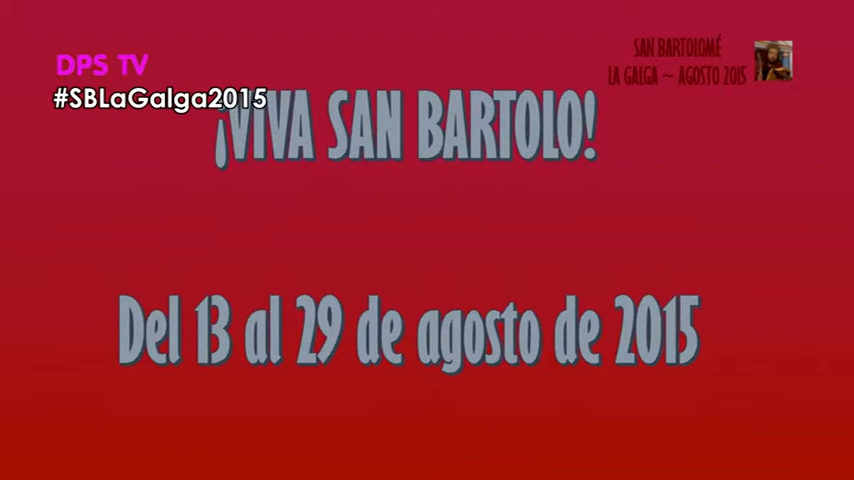 DPS TV
#SBLaGalga2015
SAN BARTOLOMÉ
LA GALGA ~ AGOSTO 2015
¡VIVA SAN BARTOLO!
Del 13 al 29 de agosto de 2015